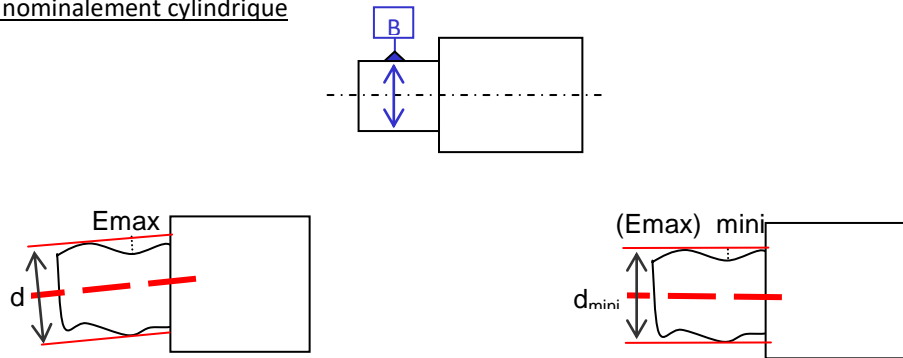 nominalement cylindrique
B
Emax
(Emax) mini
d
dmini